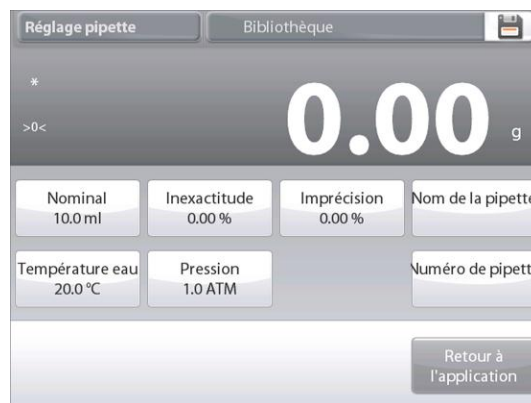 Réglage pipette
Bibliothèque
*
>0<
0.00 g
Nominal
10.0 ml
Inexactitude
0.00 %
Imprécision
0.00 %
Nom de la pipette
Température eau
20.0 °C
Pression
1.0 ATM
Numéro de pipett
Retour à
l'application